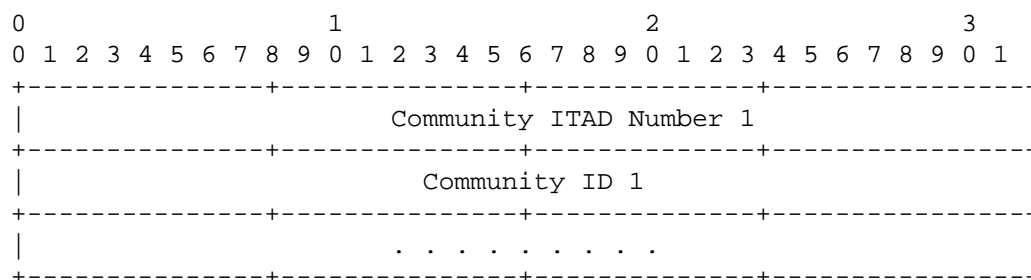 0                   1                   2                   3
0 1 2 3 4 5 6 7 8 9 0 1 2 3 4 5 6 7 8 9 0 1 2 3 4 5 6 7 8 9 0 1
+---------------+---------------+--------------+----------------
|                       Community ITAD Number 1
+---------------+---------------+--------------+----------------
|                         Community ID 1
+---------------+---------------+--------------+----------------
|                       . . . . . . . . .
+---------------+---------------+--------------+----------------